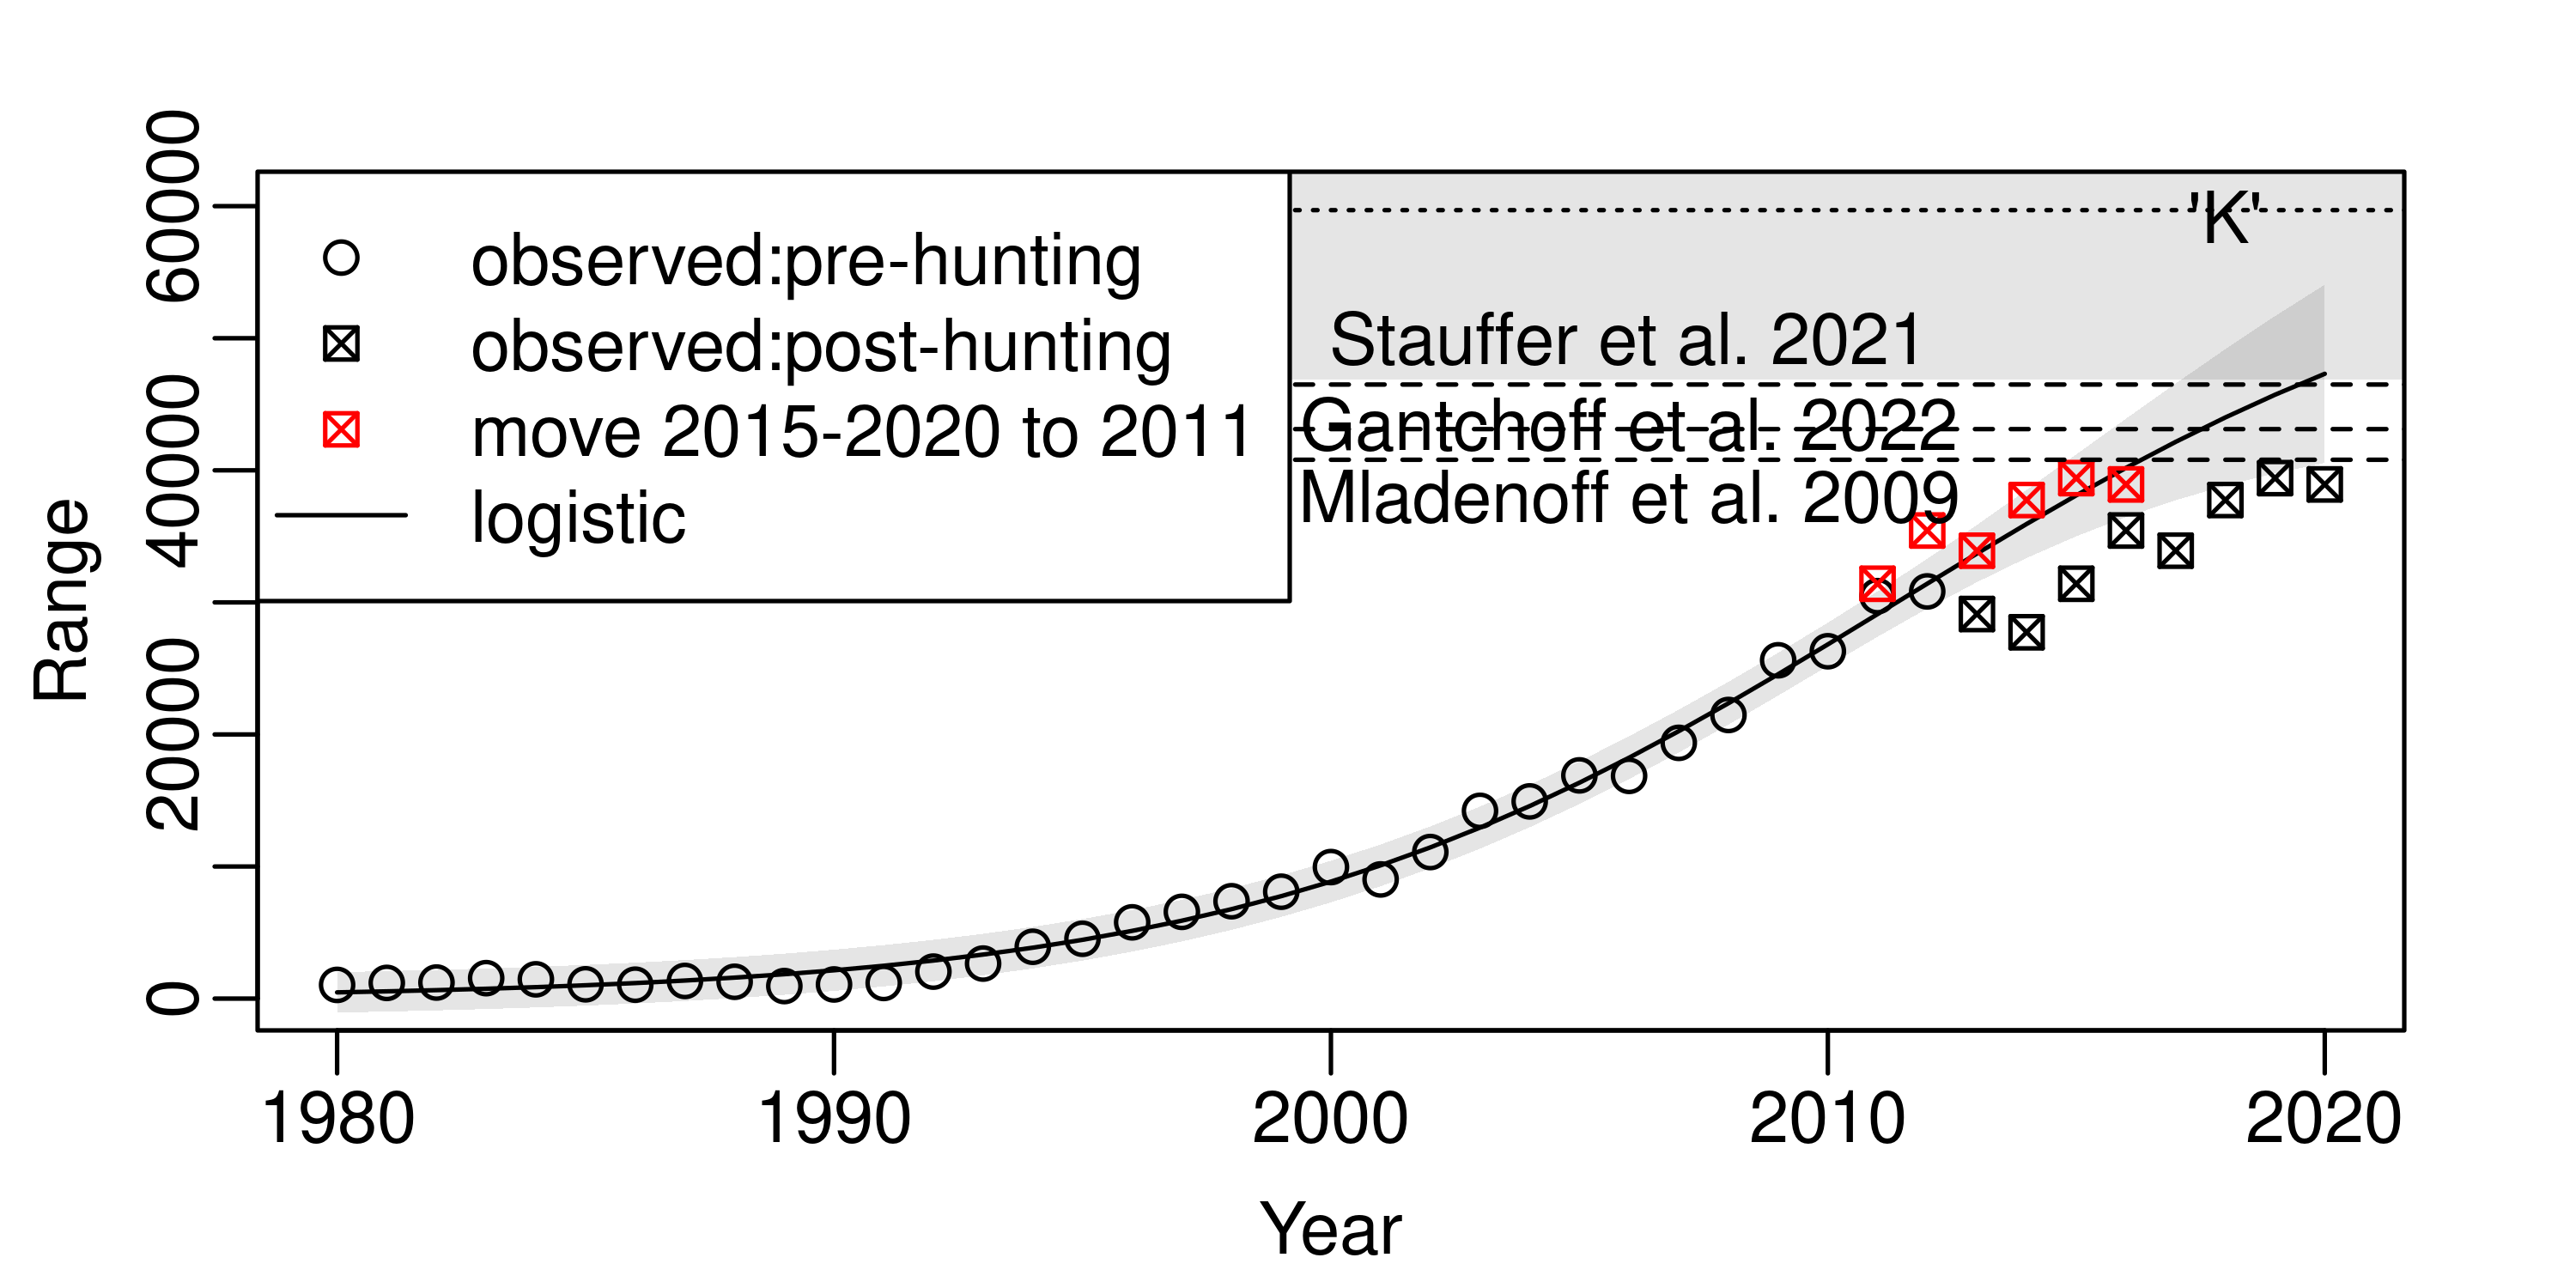 observed:pre-hunting
observed:post-hunting
move 2015-2020 to 2011
logistic
'K'
Stauffer et al. 2021
Gantchoff et al. 2022
Mladenoff et al. 2009
Range
60000
40000
20000
0
1980 1990 2000 2010 2020
Year